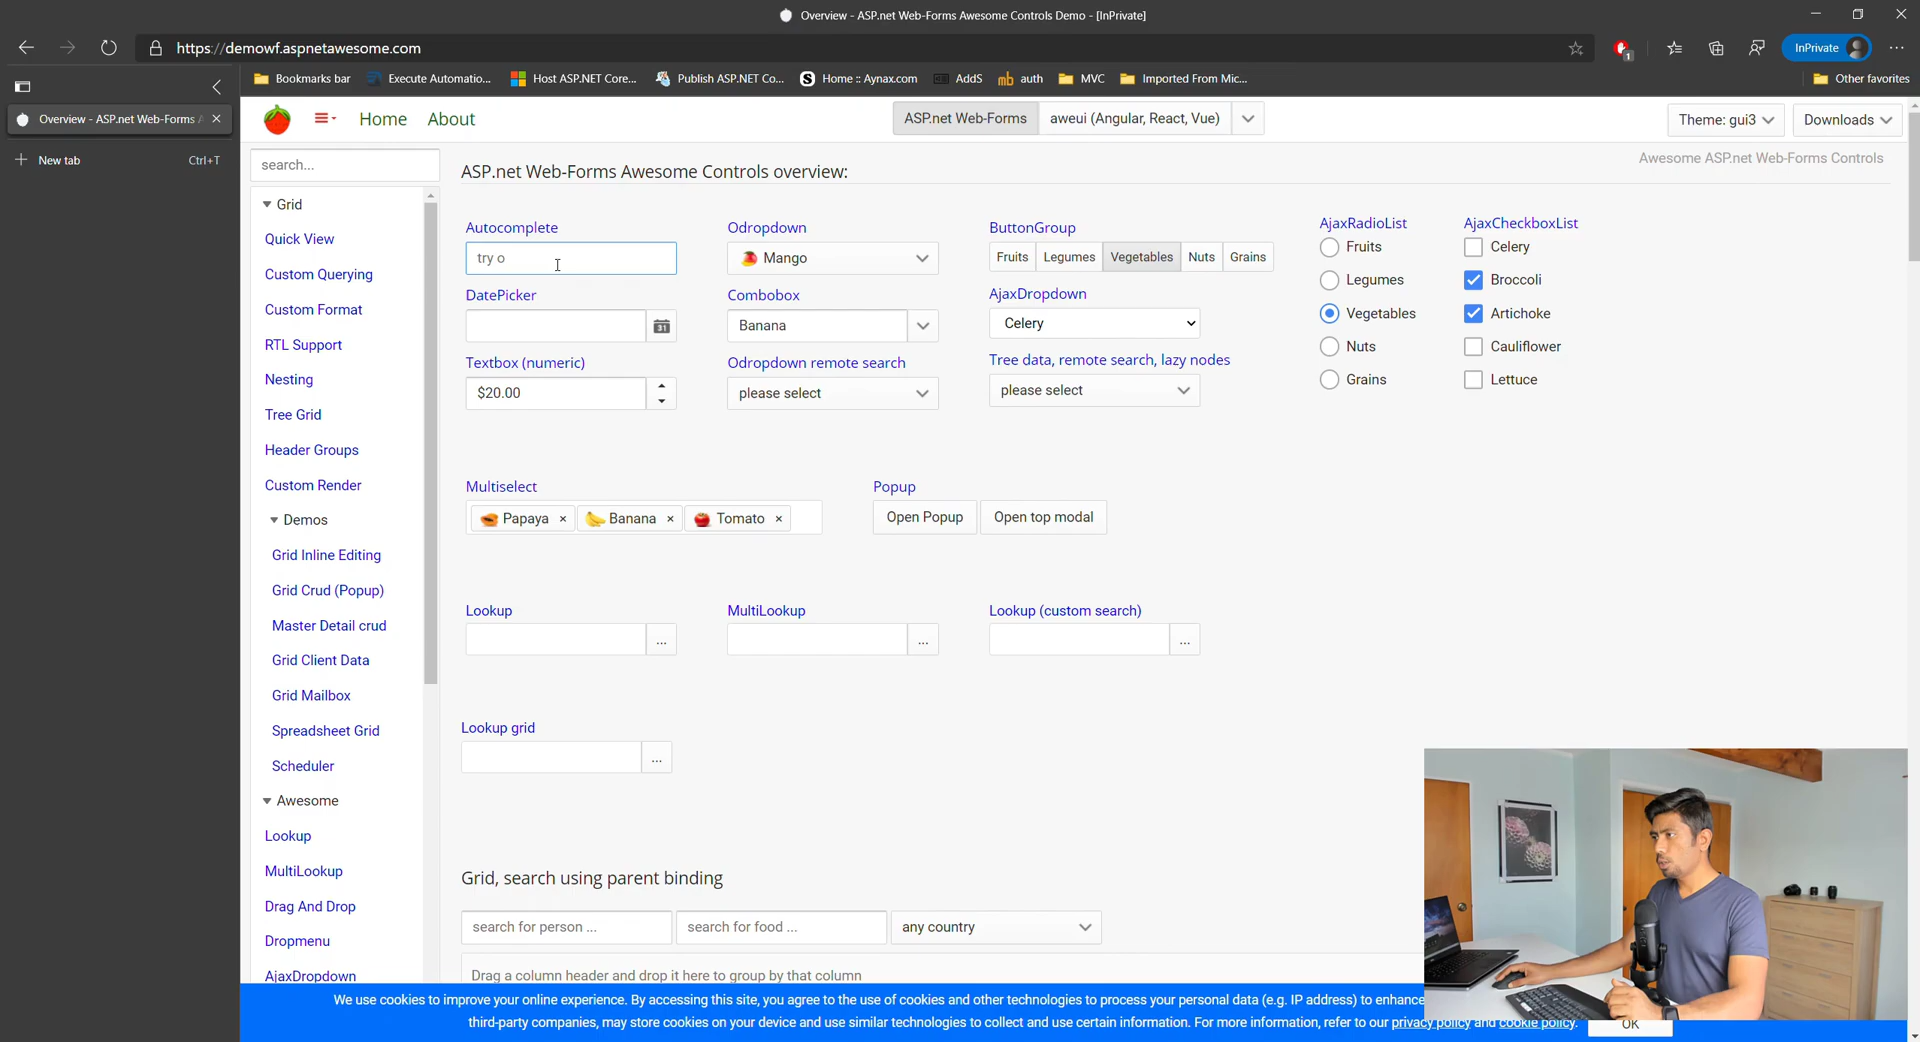 Overview - ASP.net Web-Forms Awesome Controls Demo - [InPrivate]
https://demowf.aspnetawesome.com
1
InPrivate
Bookmarks bar
Execute Automatio...
Host ASP.NET Core...
Publish ASP.NET Co...
Home :: Aynax.com
AddS
auth
MVC
Imported From Mic...
Other favorites
Overview - ASP.net Web-Forms
New tab
Ctrl+T
Home
About
ASP.net Web-Forms
aweui (Angular, React, Vue)
Theme: gui3
Downloads
search...
ASP.net Web-Forms Awesome Controls overview:
Awesome ASP.net Web-Forms Controls
Grid
Quick View
Custom Querying
Custom Format
RTL Support
Nesting
Tree Grid
Header Groups
Custom Render
Demos
Grid Inline Editing
Grid Crud (Popup)
Master Detail crud
Grid Client Data
Grid Mailbox
Spreadsheet Grid
Scheduler
Awesome
Lookup
MultiLookup
Drag And Drop
Dropmenu
AjaxDropdown
Autocomplete
try o
DatePicker
31
Textbox (numeric)
$20.00
Odropdown
Mango
Combobox
Banana
Odropdown remote search
please select
ButtonGroup
Fruits
Legumes
Vegetables
Nuts
Grains
AjaxDropdown
Celery
Tree data, remote search, lazy nodes
please select
AjaxRadioList
Fruits
Legumes
Vegetables
Nuts
Grains
AjaxCheckboxList
Celery
Broccoli
Artichoke
Cauliflower
Lettuce
Multiselect
Papaya ×
Banana ×
Tomato ×
Popup
Open Popup
Open top modal
Lookup
...
MultiLookup
...
Lookup (custom search)
...
Lookup grid
...
Grid, search using parent binding
search for person ...
search for food ...
any country
Drag a column header and drop it here to group by that column
We use cookies to improve your online experience. By accessing this site, you agree to the use of cookies and other technologies to process your personal data (e.g. IP address) to enhance
third-party companies, may store cookies on your device and use similar technologies to collect and use certain information. For more information, refer to our privacy policy and cookie policy.
OK